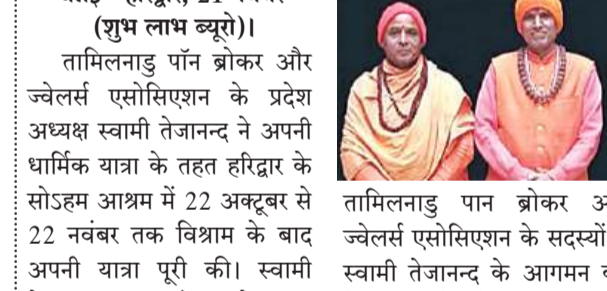 (शुभ लाभ ब्यूरो)।
तामिलनाडु पॉन ब्रोकर और
ज्वेलर्स एसोसिएशन के प्रदेश
अध्यक्ष स्वामी तेजानन्द ने अपनी
धार्मिक यात्रा के तहत हरिद्वार के
सोऽहम आश्रम में 22 अक्टूबर से
22 नवंबर तक विश्राम के बाद
अपनी यात्रा पूरी की। स्वामी
तामिलनाडु पान ब्रोकर
ज्वेलर्स एसोसिएशन के सदस्यों
स्वामी तेजानन्द के आगमन